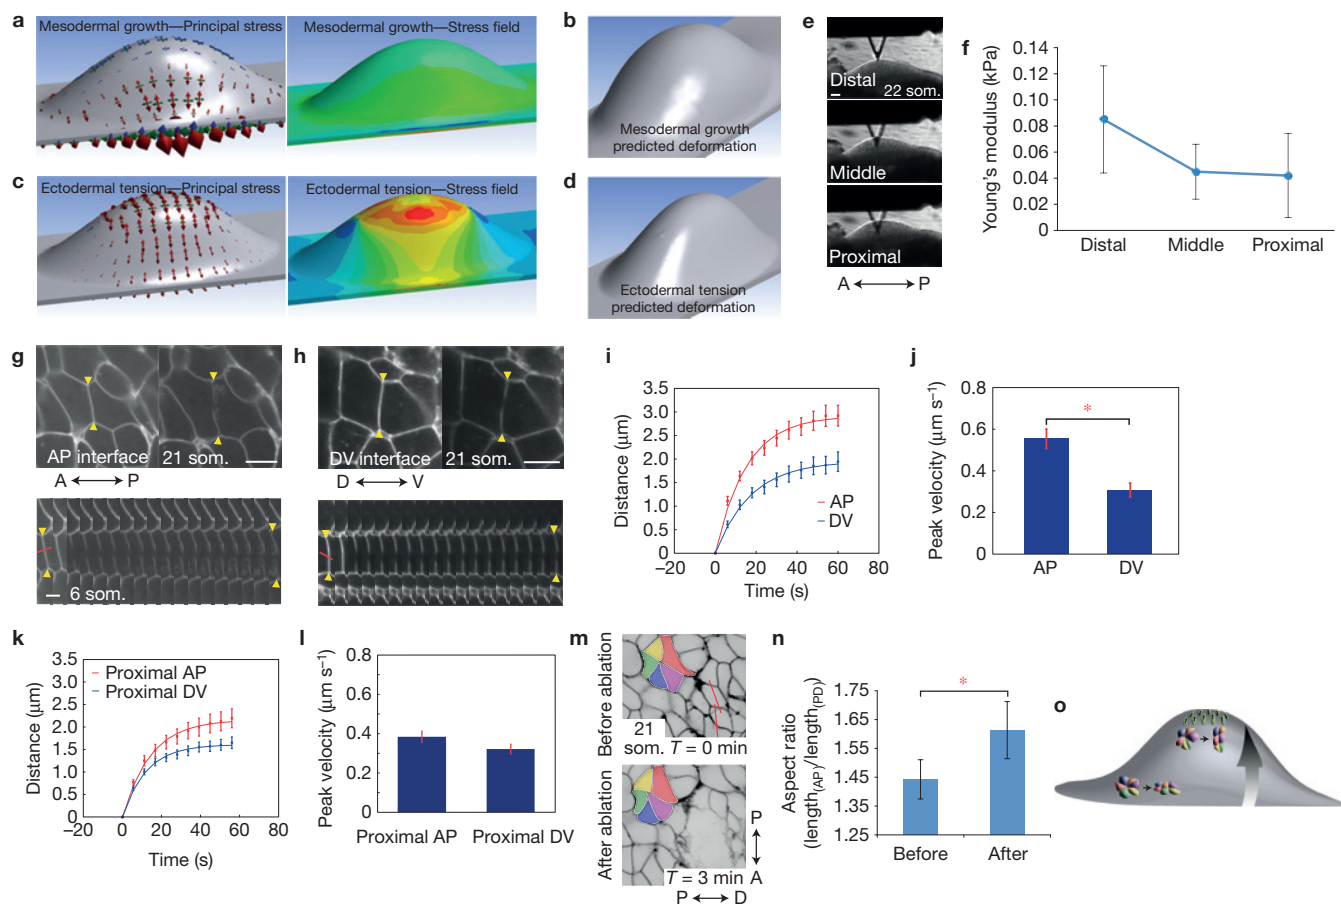 a
Mesodermal growth—Principal stress
Mesodermal growth—Stress field
b
Mesodermal growth
predicted deformation
c
Ectodermal tension—Principal stress
Ectodermal tension—Stress field
d
Ectodermal tension
predicted deformation
e
Distal
22 som.
Middle
Proximal
A P
f
Young's modulus (kPa)
0.14
0.12
0.10
0.08
0.06
0.04
0.02
0
Distal Middle Proximal
g
AP interface 21 som.
A P
6 som.
h
DV interface 21 som.
D V
i
Distance (μm)
3.5
3.0
2.5
2.0
1.5
1.0
0.5
0
AP
DV
−20 0 20 40 60 80
Time (s)
j
Peak velocity (μm s⁻¹)
0.8
0.6
0.4
0.2
0
*
AP DV
k
Distance (μm)
3.5
3.0
2.5
2.0
1.5
1.0
0.5
0
Proximal AP
Proximal DV
−20 0 20 40 60 80
Time (s)
l
Peak velocity (μm s⁻¹)
0.8
0.6
0.4
0.2
0
Proximal AP Proximal DV
m
Before ablation
21
som. T = 0 min
After ablation
T = 3 min
P
A
P D
n
Aspect ratio
(length(AP)/length(PD))
1.75
1.65
1.55
1.45
1.35
1.25
*
Before After
o